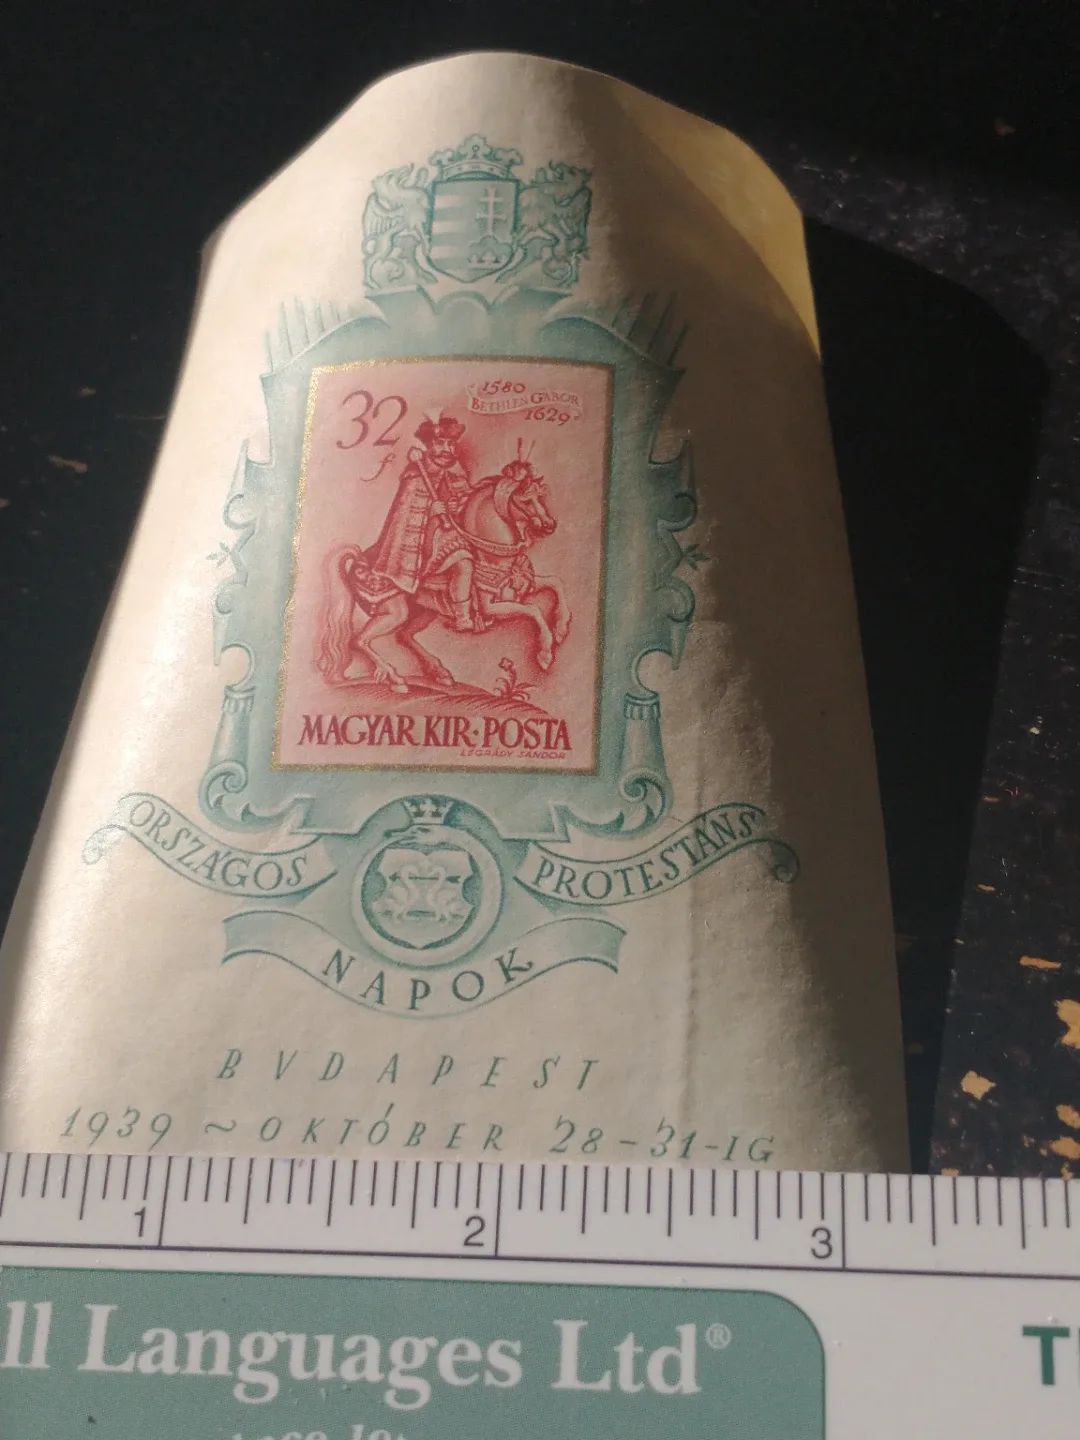 32
f
1580
BETHLEN GÁBOR
1629
MAGYAR KIR·POSTA
LÉGRÁDY SÁNDOR
ORSZÁGOS PROTESTÁNS
NAPOK
BVDAPEST
1939 ~ OKTÓBER 28-31-IG
1 2 3
ll Languages Ltd®